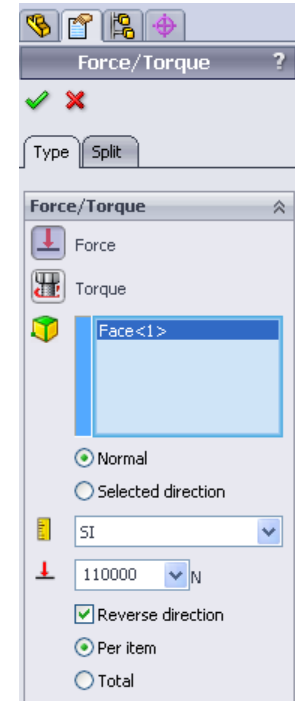 Force/Torque ?
Type Split
Force/Torque
Force
Torque
Face<1>
Normal
Selected direction
SI
110000 N
Reverse direction
Per item
Total